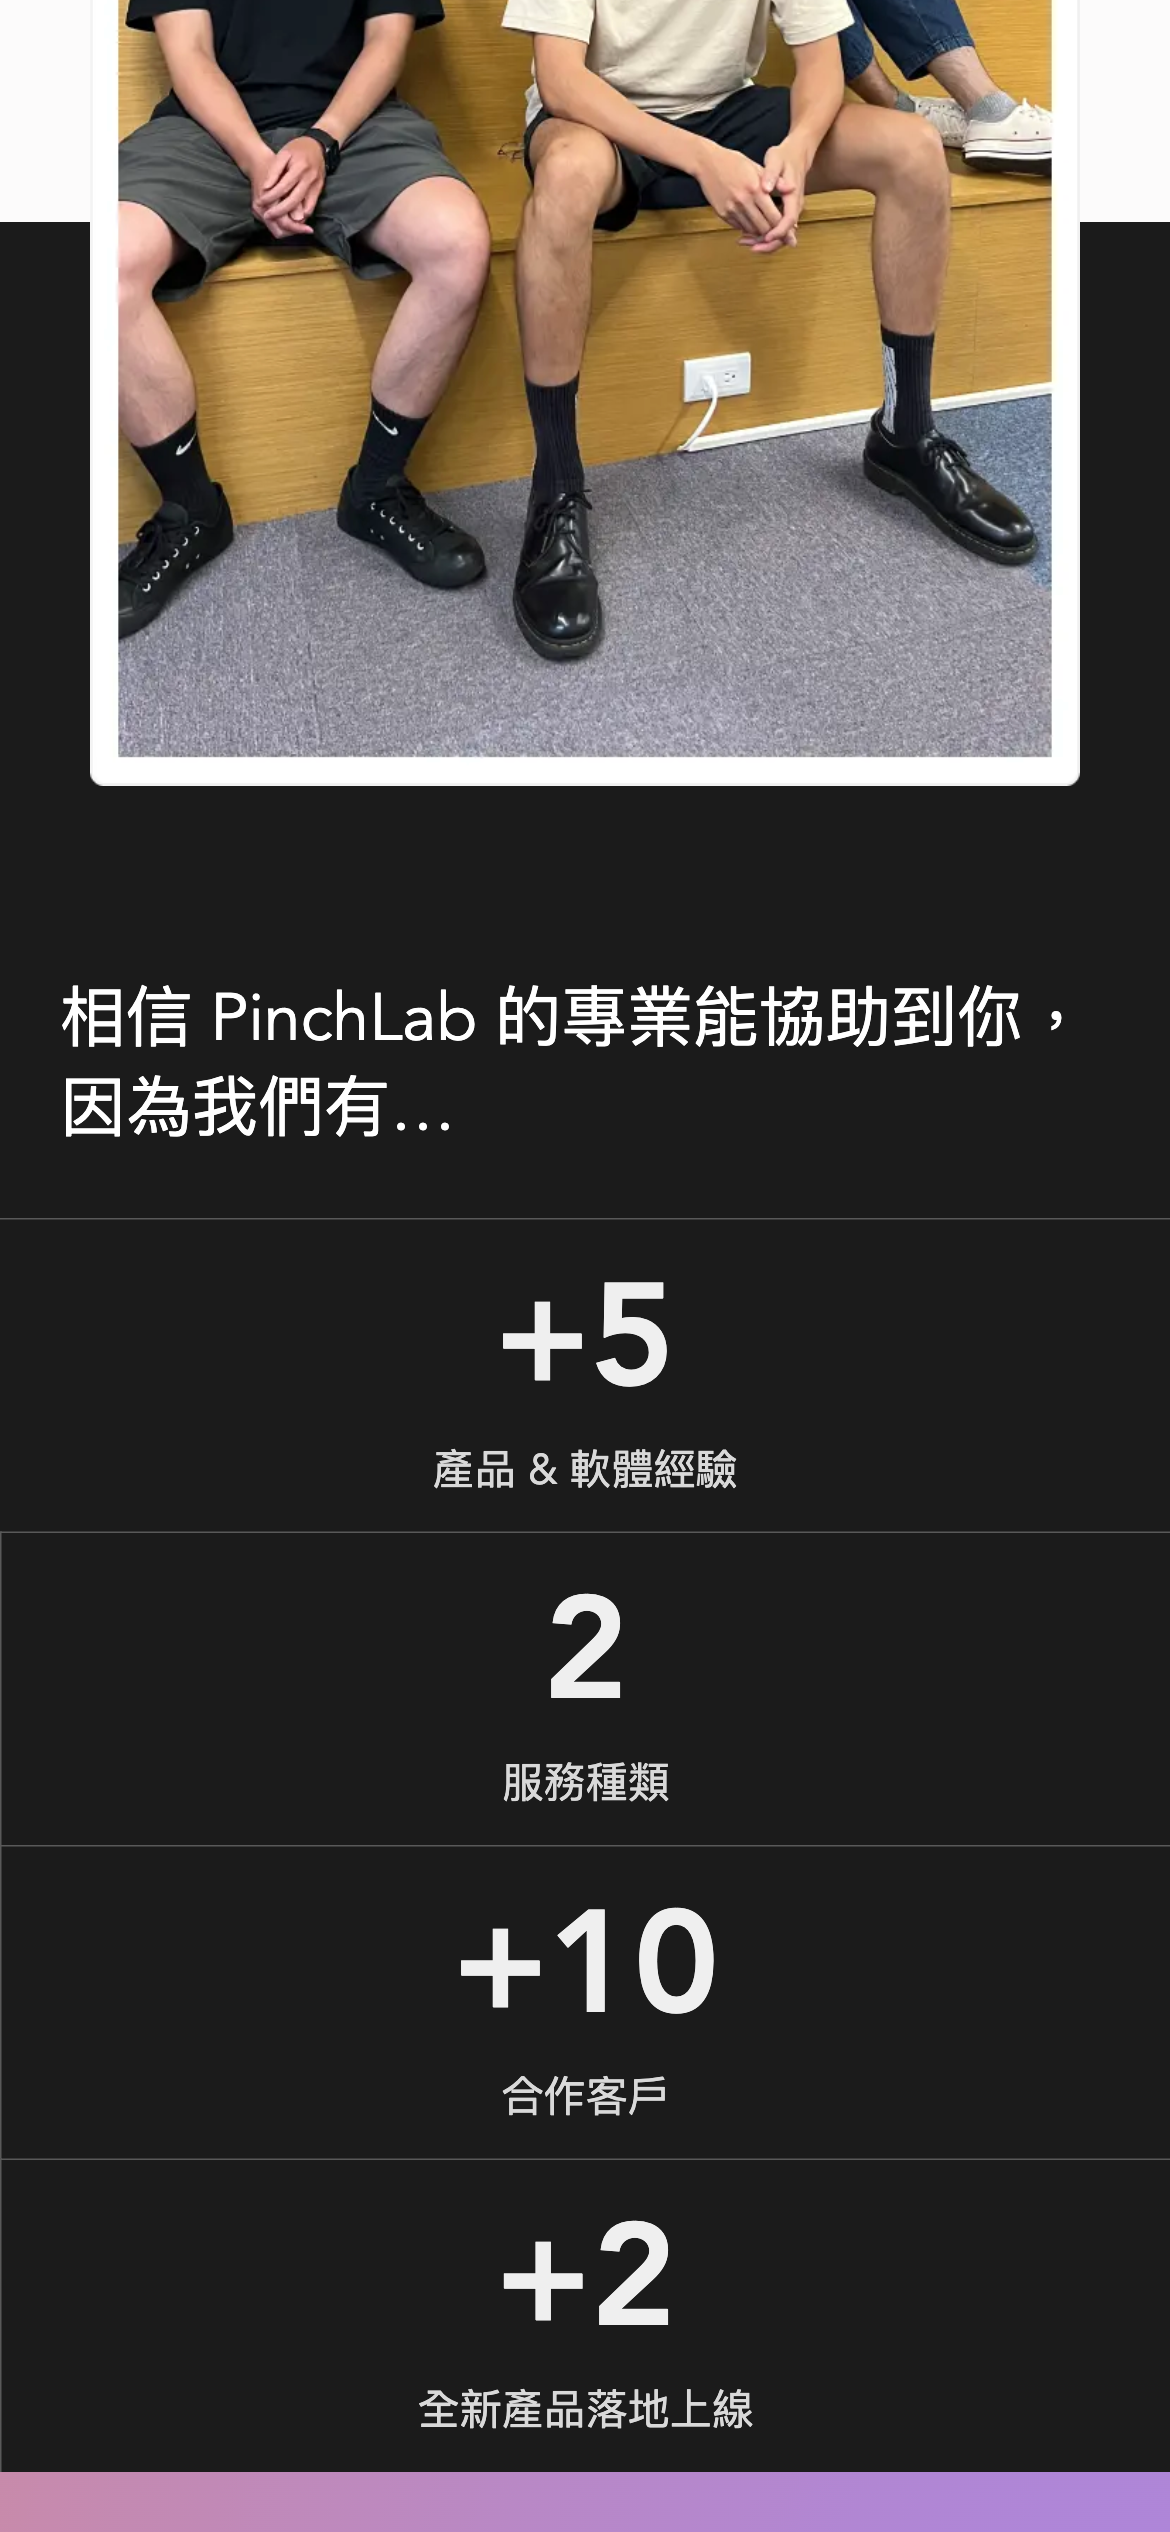 相信 PinchLab 的專業能協助到你，
因為我們有...
+5
產品 & 軟體經驗
2
服務種類
+10
合作客戶
+2
全新產品落地上線